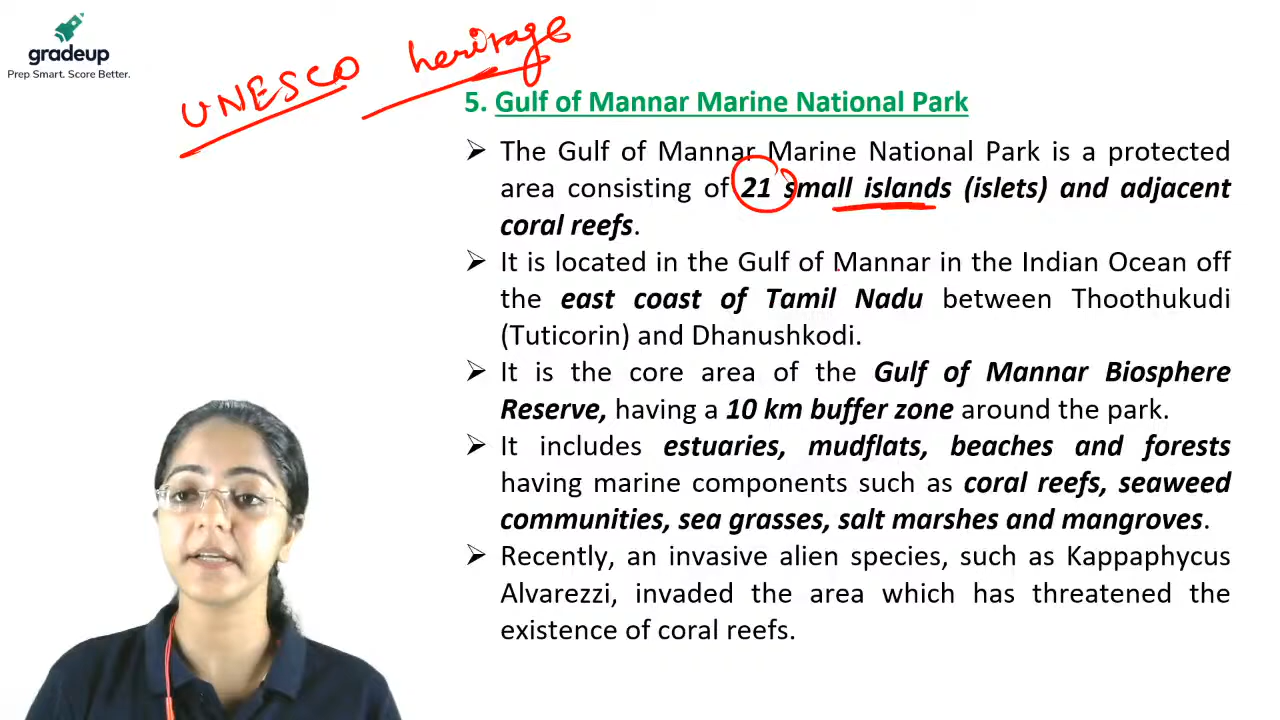 gradeup
Prep Smart. Score Better.
UNESCO heritage
5. Gulf of Mannar Marine National Park
➤ The Gulf of Mannar Marine National Park is a protected
area consisting of 21 small islands (islets) and adjacent
coral reefs.
➤ It is located in the Gulf of Mannar in the Indian Ocean off
the east coast of Tamil Nadu between Thoothukudi
(Tuticorin) and Dhanushkodi.
➤ It is the core area of the Gulf of Mannar Biosphere
Reserve, having a 10 km buffer zone around the park.
➤ It includes estuaries, mudflats, beaches and forests
having marine components such as coral reefs, seaweed
communities, sea grasses, salt marshes and mangroves.
➤ Recently, an invasive alien species, such as Kappaphycus
Alvarezzi, invaded the area which has threatened the
existence of coral reefs.